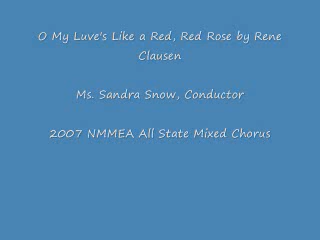 O My Luve's Like a Red, Red Rose by Rene
Clausen
Ms. Sandra Snow, Conductor
2007 NMMEA All State Mixed Chorus